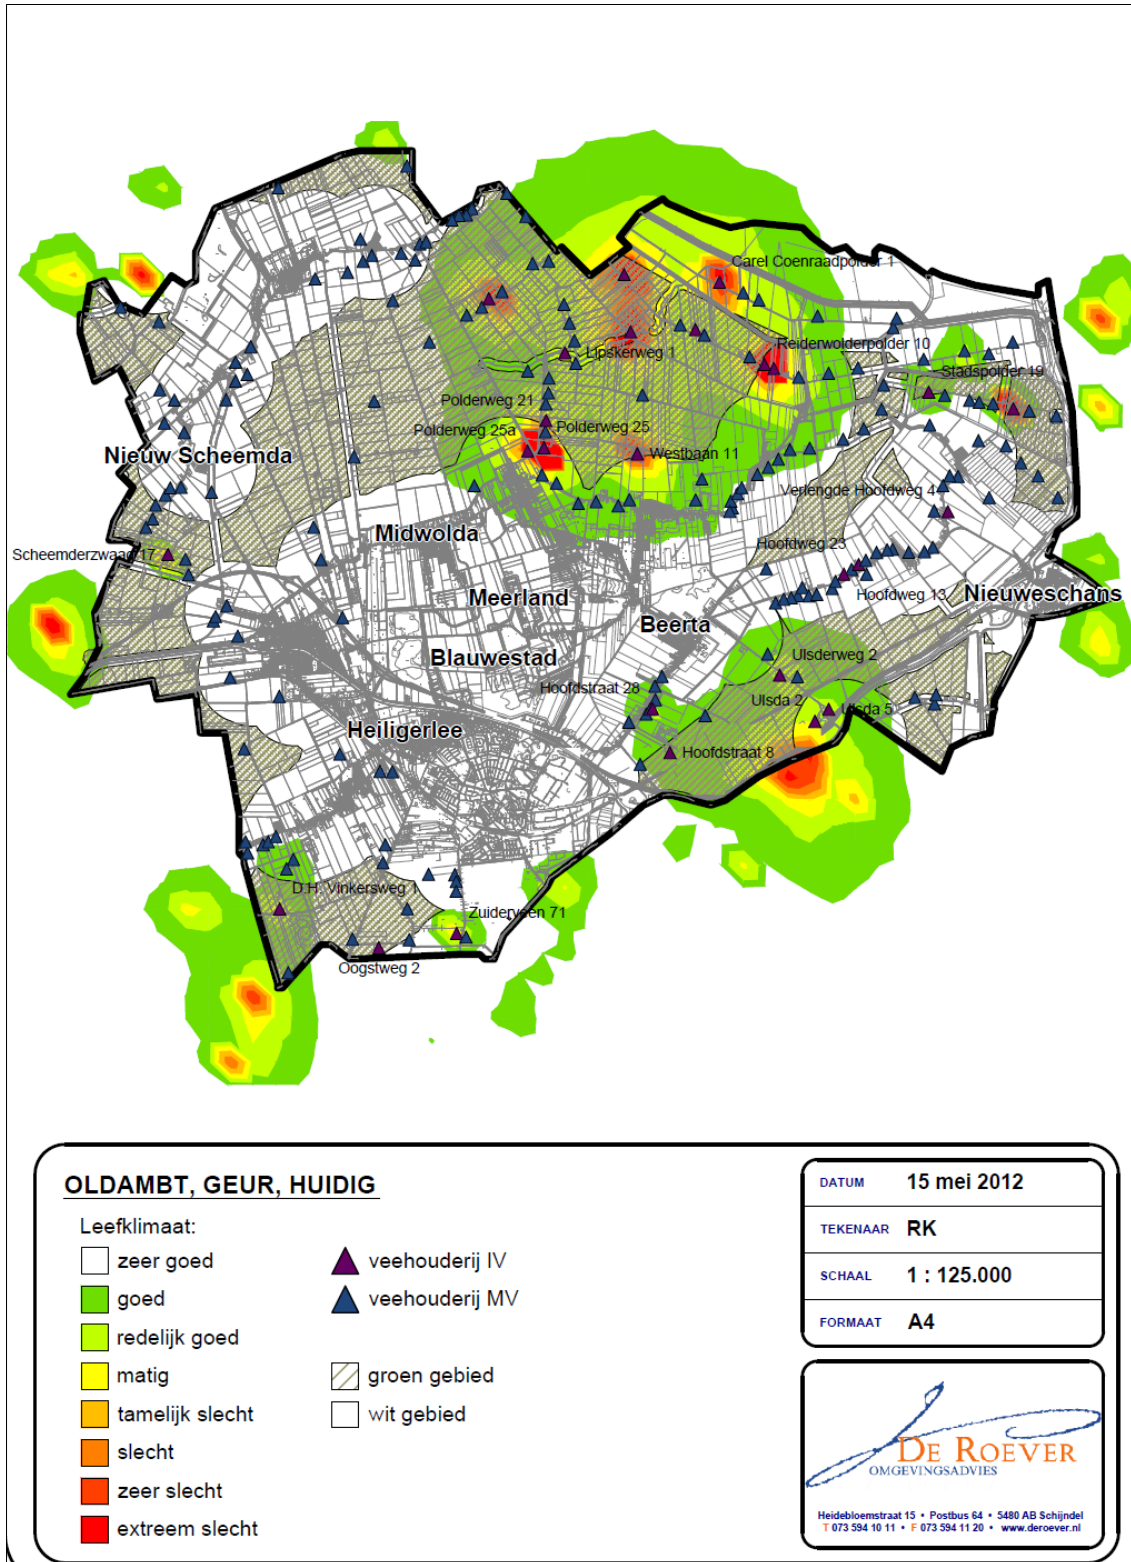 Carel Coenraadpolder 1
Reiderwolderpolder 10
Lipskerweg 1
Stadspolder 19
Polderweg 21
Polderweg 25a
Polderweg 25
Westbaan 11
Nieuw Scheemda
Verlengde Hoofdweg 4
Midwolda
Scheemderzwaag 17
Hoofdweg 23
Meerland
Hoofdweg 13
Nieuweschans
Beerta
Blauwestad
Ulsderweg 2
Hoofdstraat 28
Ulsda 2
Ulsda 5
Heiligerlee
Hoofdstraat 8
D.H. Vinkersweg 1
Zuiderveen 71
Oogstweg 2
OLDAMBT, GEUR, HUIDIG
Leefklimaat:
zeer goed
goed
redelijk goed
matig
tamelijk slecht
slecht
zeer slecht
extreem slecht
veehouderij IV
veehouderij MV
groen gebied
wit gebied
DATUM 15 mei 2012
TEKENAAR RK
SCHAAL 1 : 125.000
FORMAAT A4
DE ROEVER
OMGEVINGSADVIES
Heidebloemstraat 15 • Postbus 64 • 5480 AB Schijndel
T 073 594 10 11 • F 073 594 11 20 • www.deroever.nl